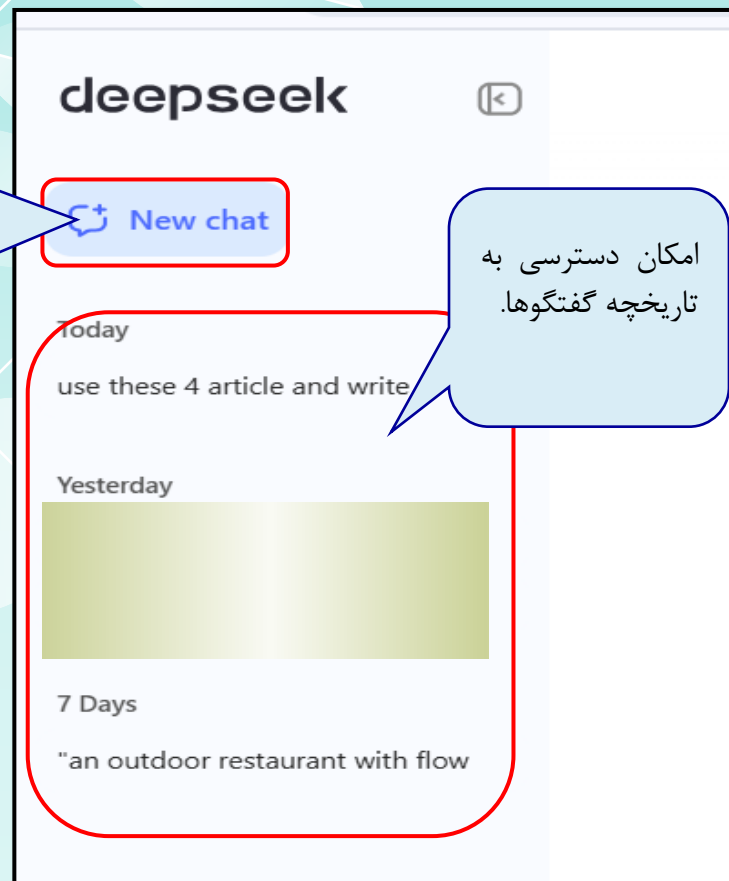 deepseek
New chat
امکان دسترسی به
تاریخچه گفتگوها.
Today
use these 4 article and write
Yesterday
7 Days
"an outdoor restaurant with flow